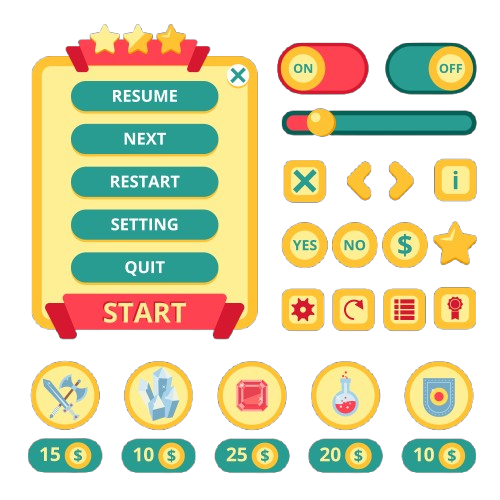 RESUME
NEXT
RESTART
SETTING
QUIT
START
ON
OFF
i
YES
NO
$
15 $
10 $
25 $
20 $
10 $